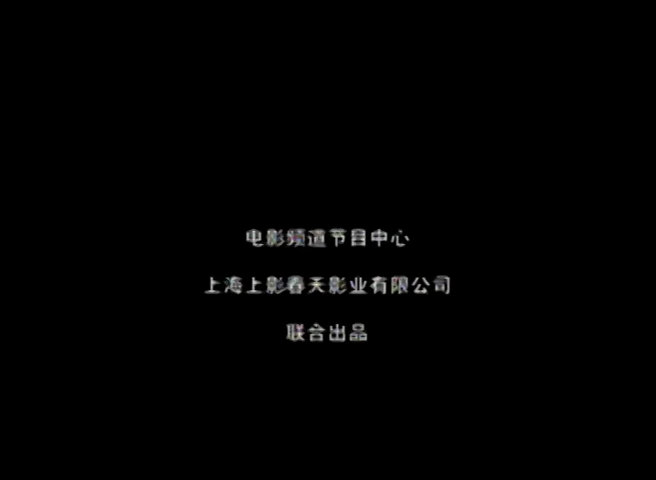 电影频道节目中心
上海上影春天影业有限公司
联合出品